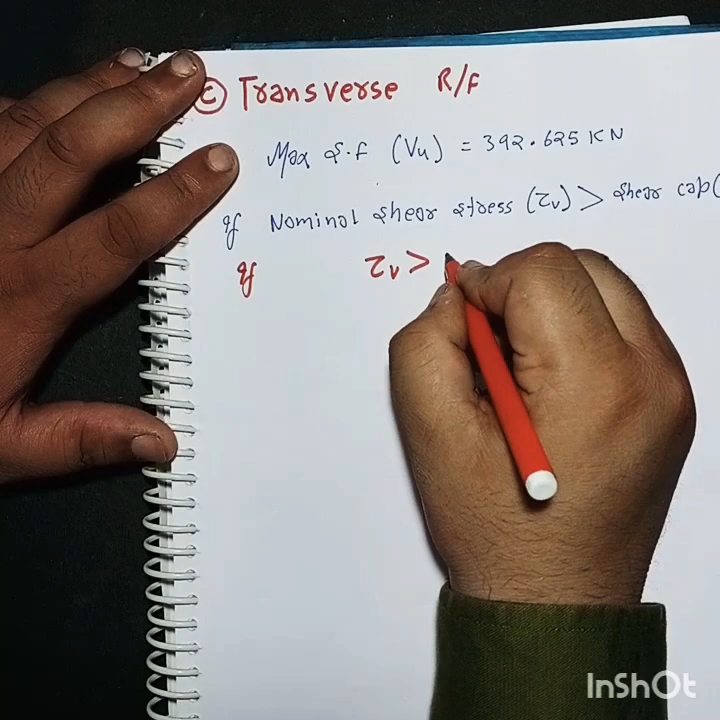 (C) Transverse R/F
Max S.F (Vu) = 392.625 KN
If Nominal shear stress (τv) > shear cap(
If τv >
InShOt